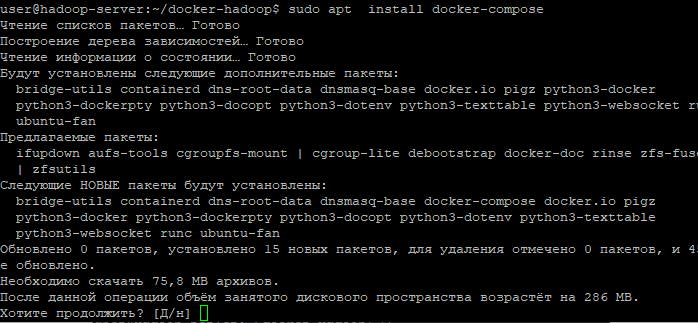 user@hadoop-server:~/docker-hadoop$ sudo apt  install docker-compose
Чтение списков пакетов… Готово
Построение дерева зависимостей… Готово
Чтение информации о состоянии… Готово
Будут установлены следующие дополнительные пакеты:
  bridge-utils containerd dns-root-data dnsmasq-base docker.io pigz python3-docker
  python3-dockerpty python3-docopt python3-dotenv python3-texttable python3-websocket
  ubuntu-fan
Предлагаемые пакеты:
  ifupdown aufs-tools cgroupfs-mount | cgroup-lite debootstrap docker-doc rinse
  | zfsutils
Следующие НОВЫЕ пакеты будут установлены:
  bridge-utils containerd dns-root-data dnsmasq-base docker-compose docker.io pigz
  python3-docker python3-dockerpty python3-docopt python3-dotenv python3-texttable
  python3-websocket runc ubuntu-fan
Обновлено 0 пакетов, установлено 15 новых пакетов, для удаления отмечено 0 пакетов, и
е обновлено.
Необходимо скачать 75,8 MB архивов.
После данной операции объём занятого дискового пространства возрастёт на 286 MB.
Хотите продолжить? [Д/н]